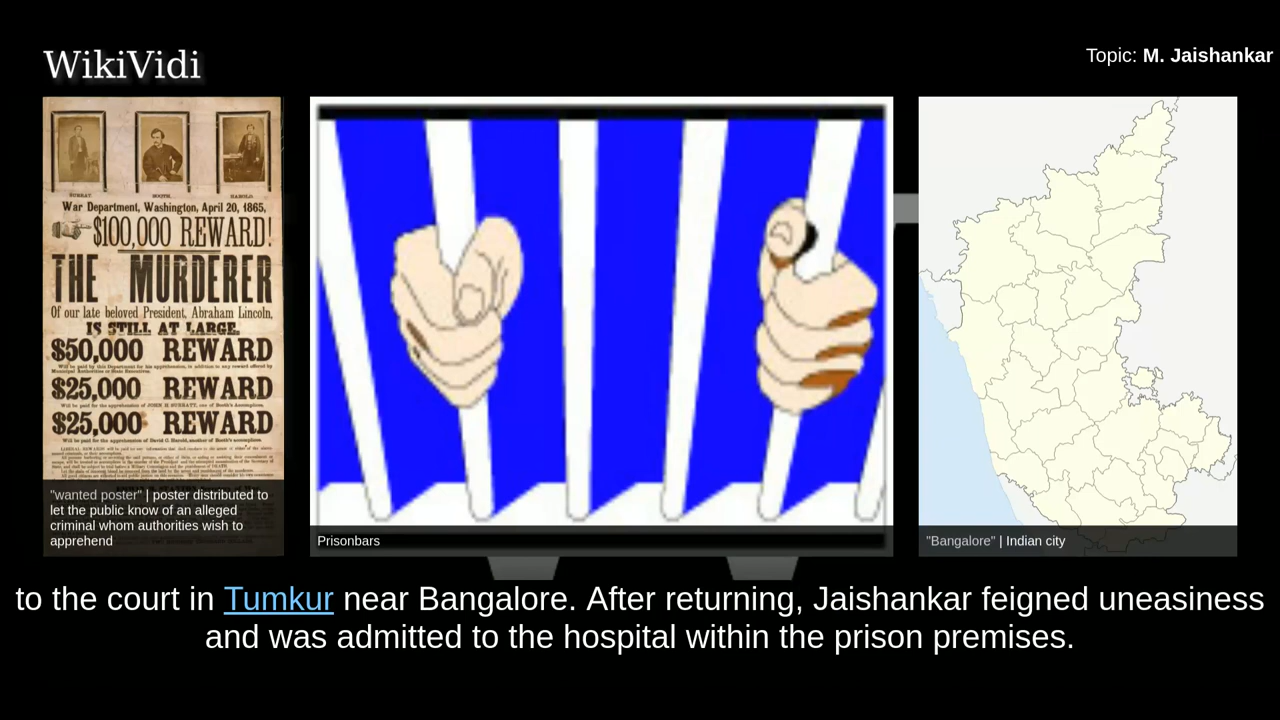 WikiVidi
Topic: M. Jaishankar
SURRAT. BOOTH. HAROLD.
War Department, Washington, April 20, 1865,
$100,000 REWARD!
THE MURDERER
Of our late beloved President, Abraham Lincoln,
IS STILL AT LARGE.
$50,000 REWARD
$25,000 REWARD
$25,000 REWARD
"wanted poster" | poster distributed to
let the public know of an alleged
criminal whom authorities wish to
apprehend
Prisonbars
"Bangalore" | Indian city
to the court in Tumkur near Bangalore. After returning, Jaishankar feigned uneasiness
and was admitted to the hospital within the prison premises.